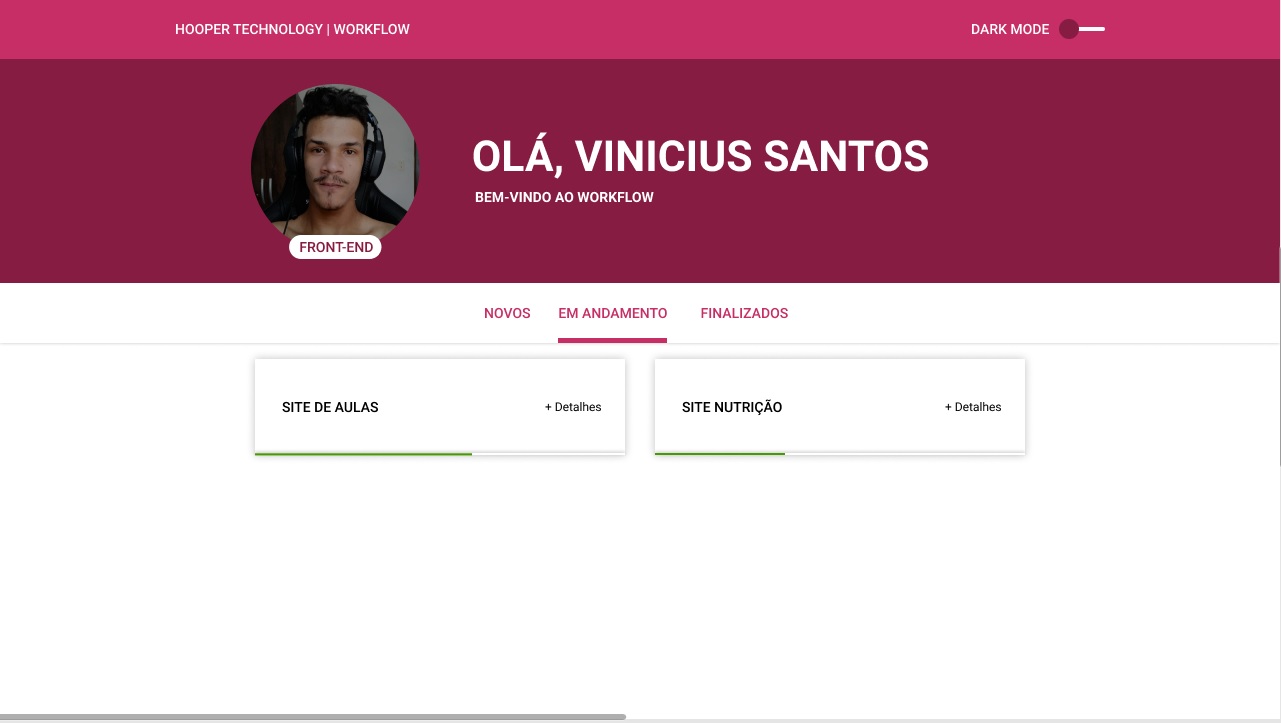 HOOPER TECHNOLOGY | WORKFLOW
DARK MODE
OLÁ, VINICIUS SANTOS
BEM-VINDO AO WORKFLOW
FRONT-END
NOVOS
EM ANDAMENTO
FINALIZADOS
SITE DE AULAS
+ Detalhes
SITE NUTRIÇÃO
+ Detalhes